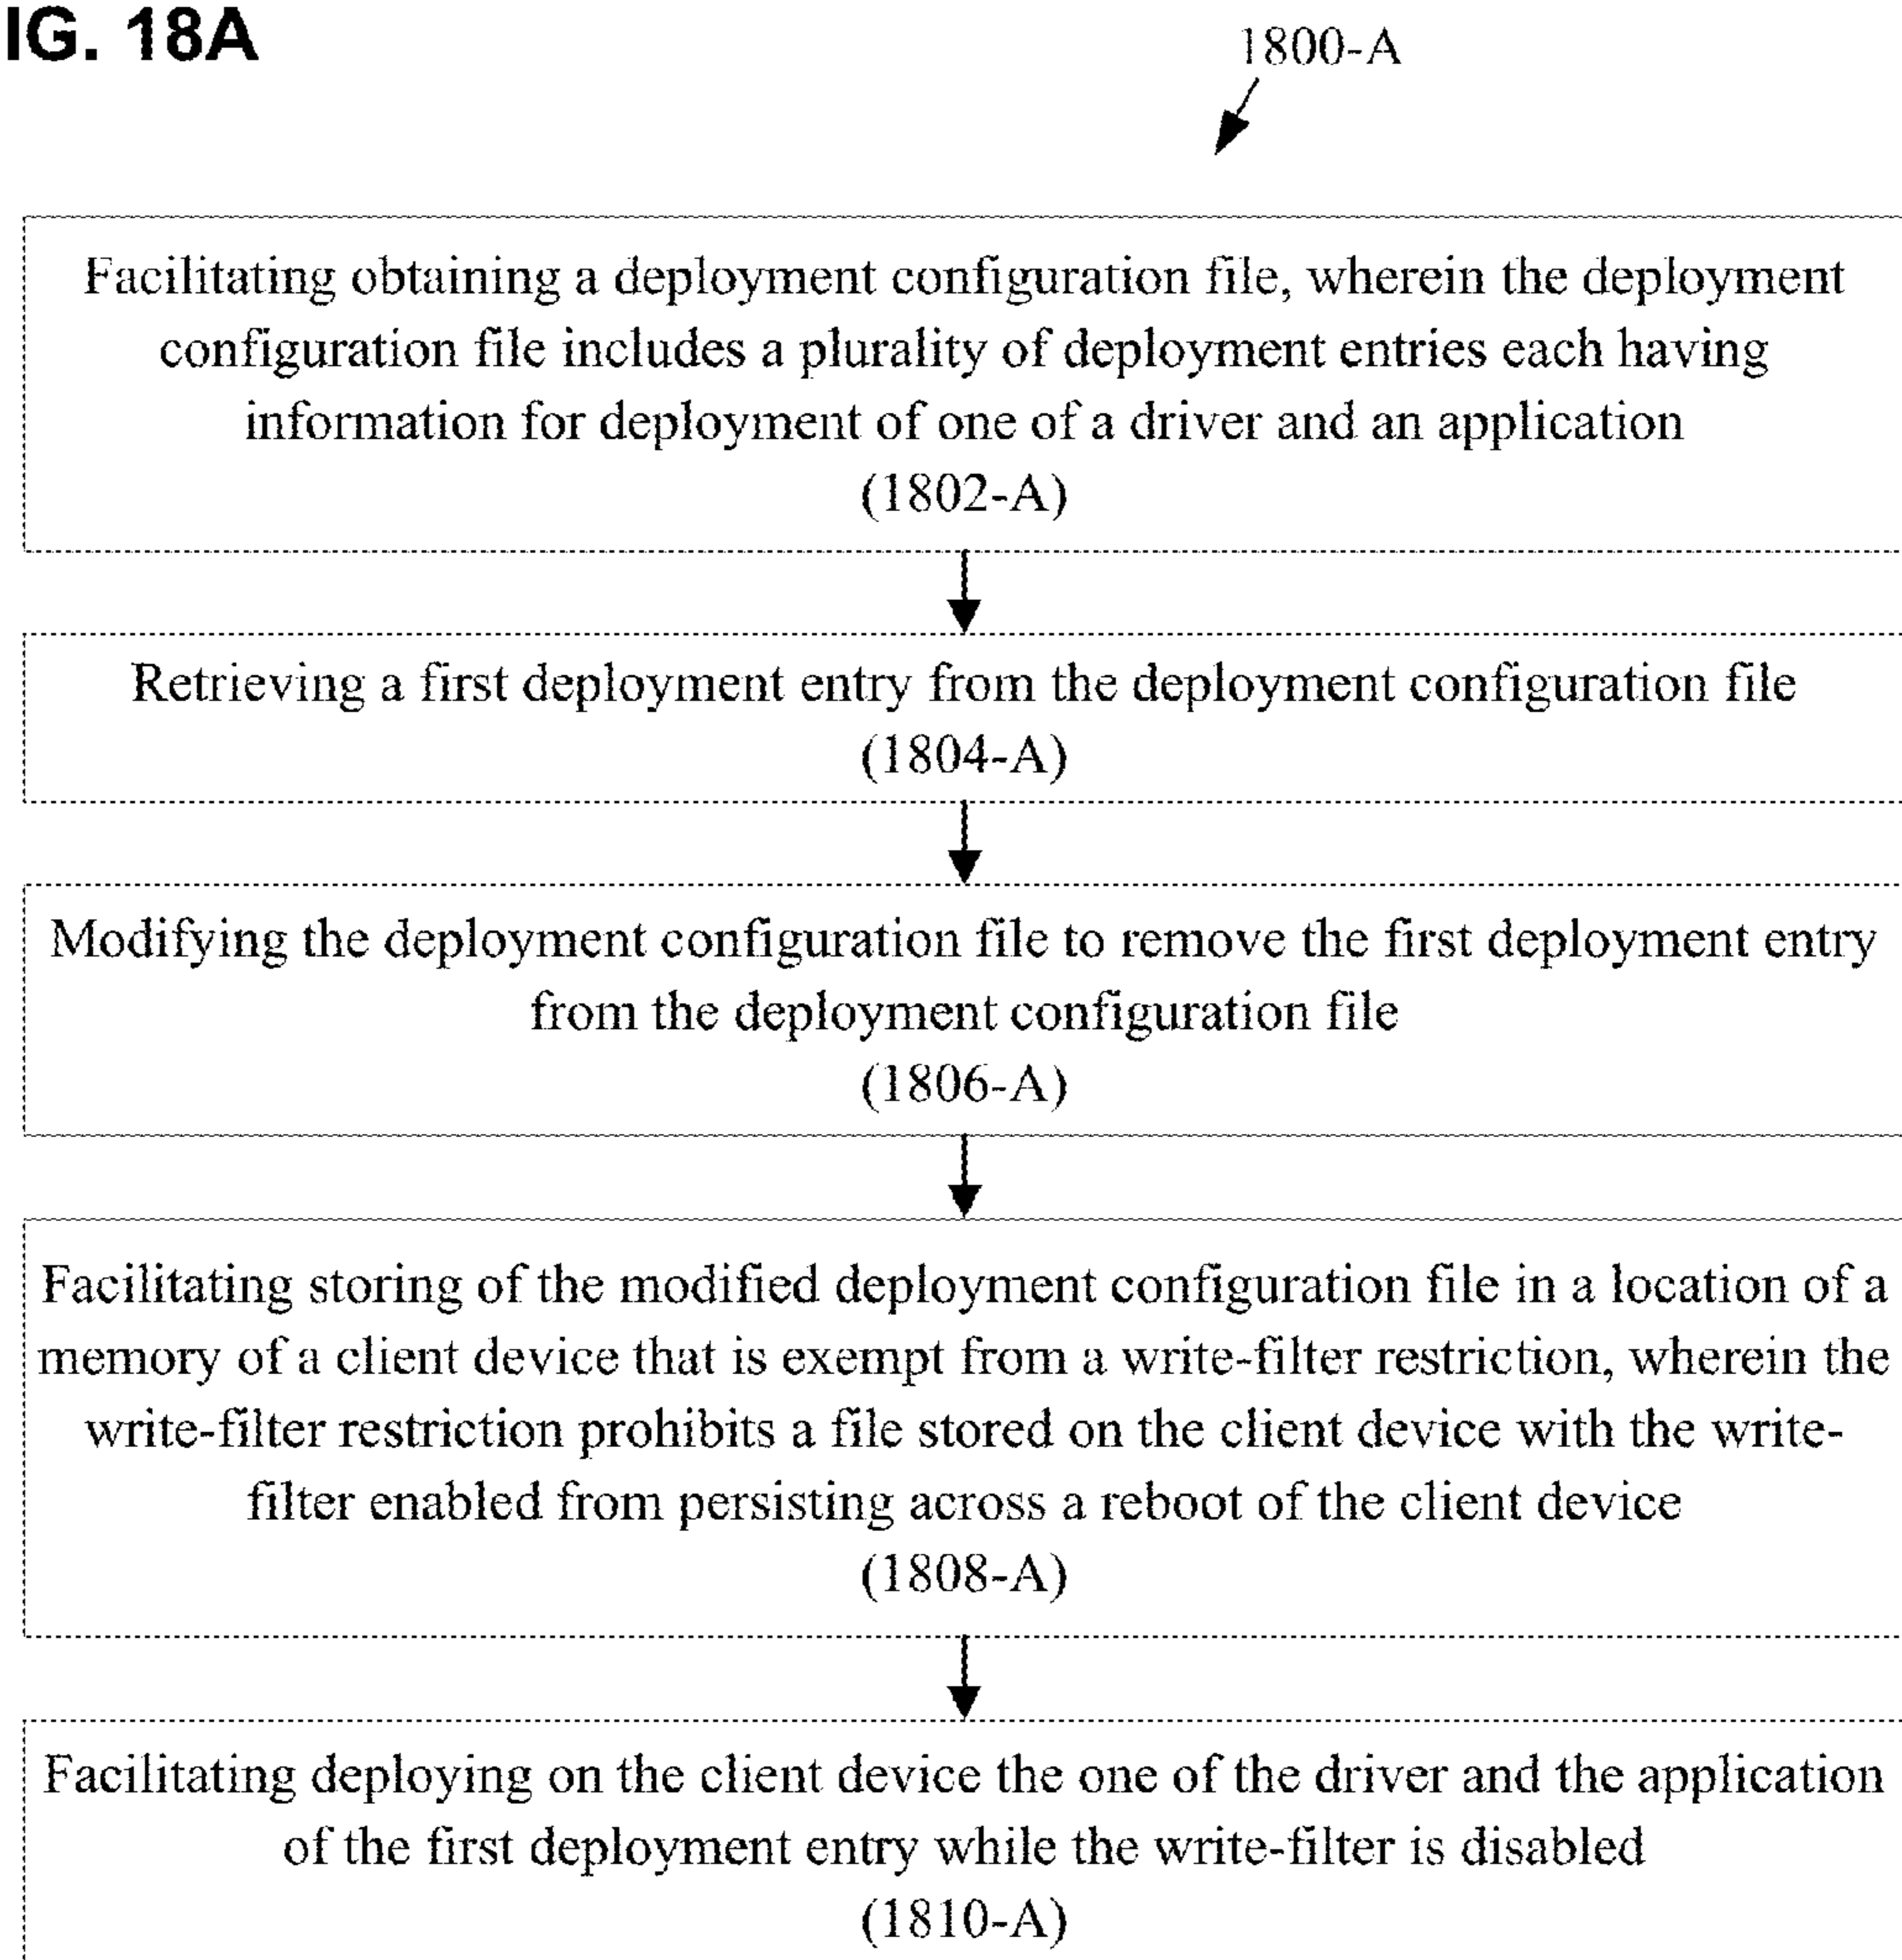 IG. 18A
1800-A
Facilitating obtaining a deployment configuration file, wherein the deployment
configuration file includes a plurality of deployment entries each having
information for deployment of one of a driver and an application
(1802-A)
Retrieving a first deployment entry from the deployment configuration file
(1804-A)
Modifying the deployment configuration file to remove the first deployment entry
from the deployment configuration file
(1806-A)
Facilitating storing of the modified deployment configuration file in a location of a
memory of a client device that is exempt from a write-filter restriction, wherein the
write-filter restriction prohibits a file stored on the client device with the write-
filter enabled from persisting across a reboot of the client device
(1808-A)
Facilitating deploying on the client device the one of the driver and the application
of the first deployment entry while the write-filter is disabled
(1810-A)